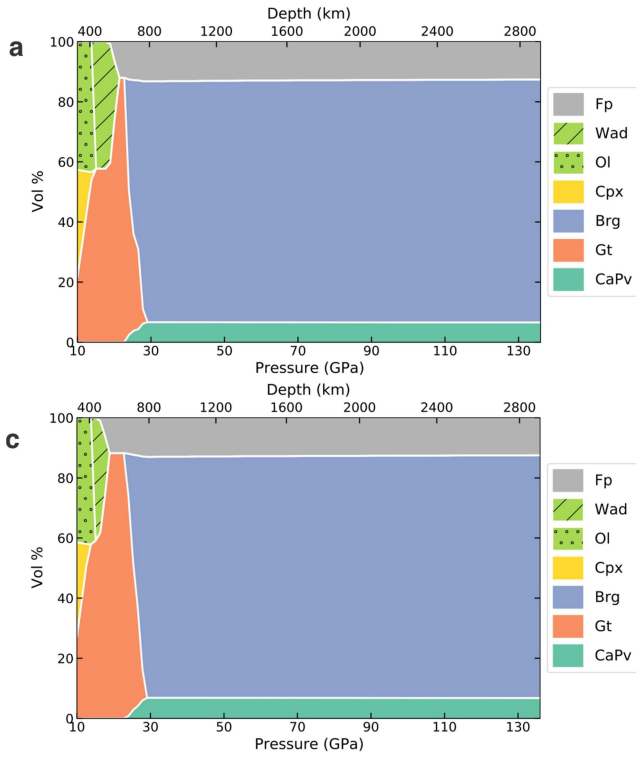 a
Depth (km)
400 800 1200 1600 2000 2400 2800
100
80
60
40
20
0
Vol %
10 30 50 70 90 110 130
Pressure (GPa)
Fp
Wad
Ol
Cpx
Brg
Gt
CaPv
c
Depth (km)
400 800 1200 1600 2000 2400 2800
100
80
60
40
20
0
Vol %
10 30 50 70 90 110 130
Pressure (GPa)
Fp
Wad
Ol
Cpx
Brg
Gt
CaPv